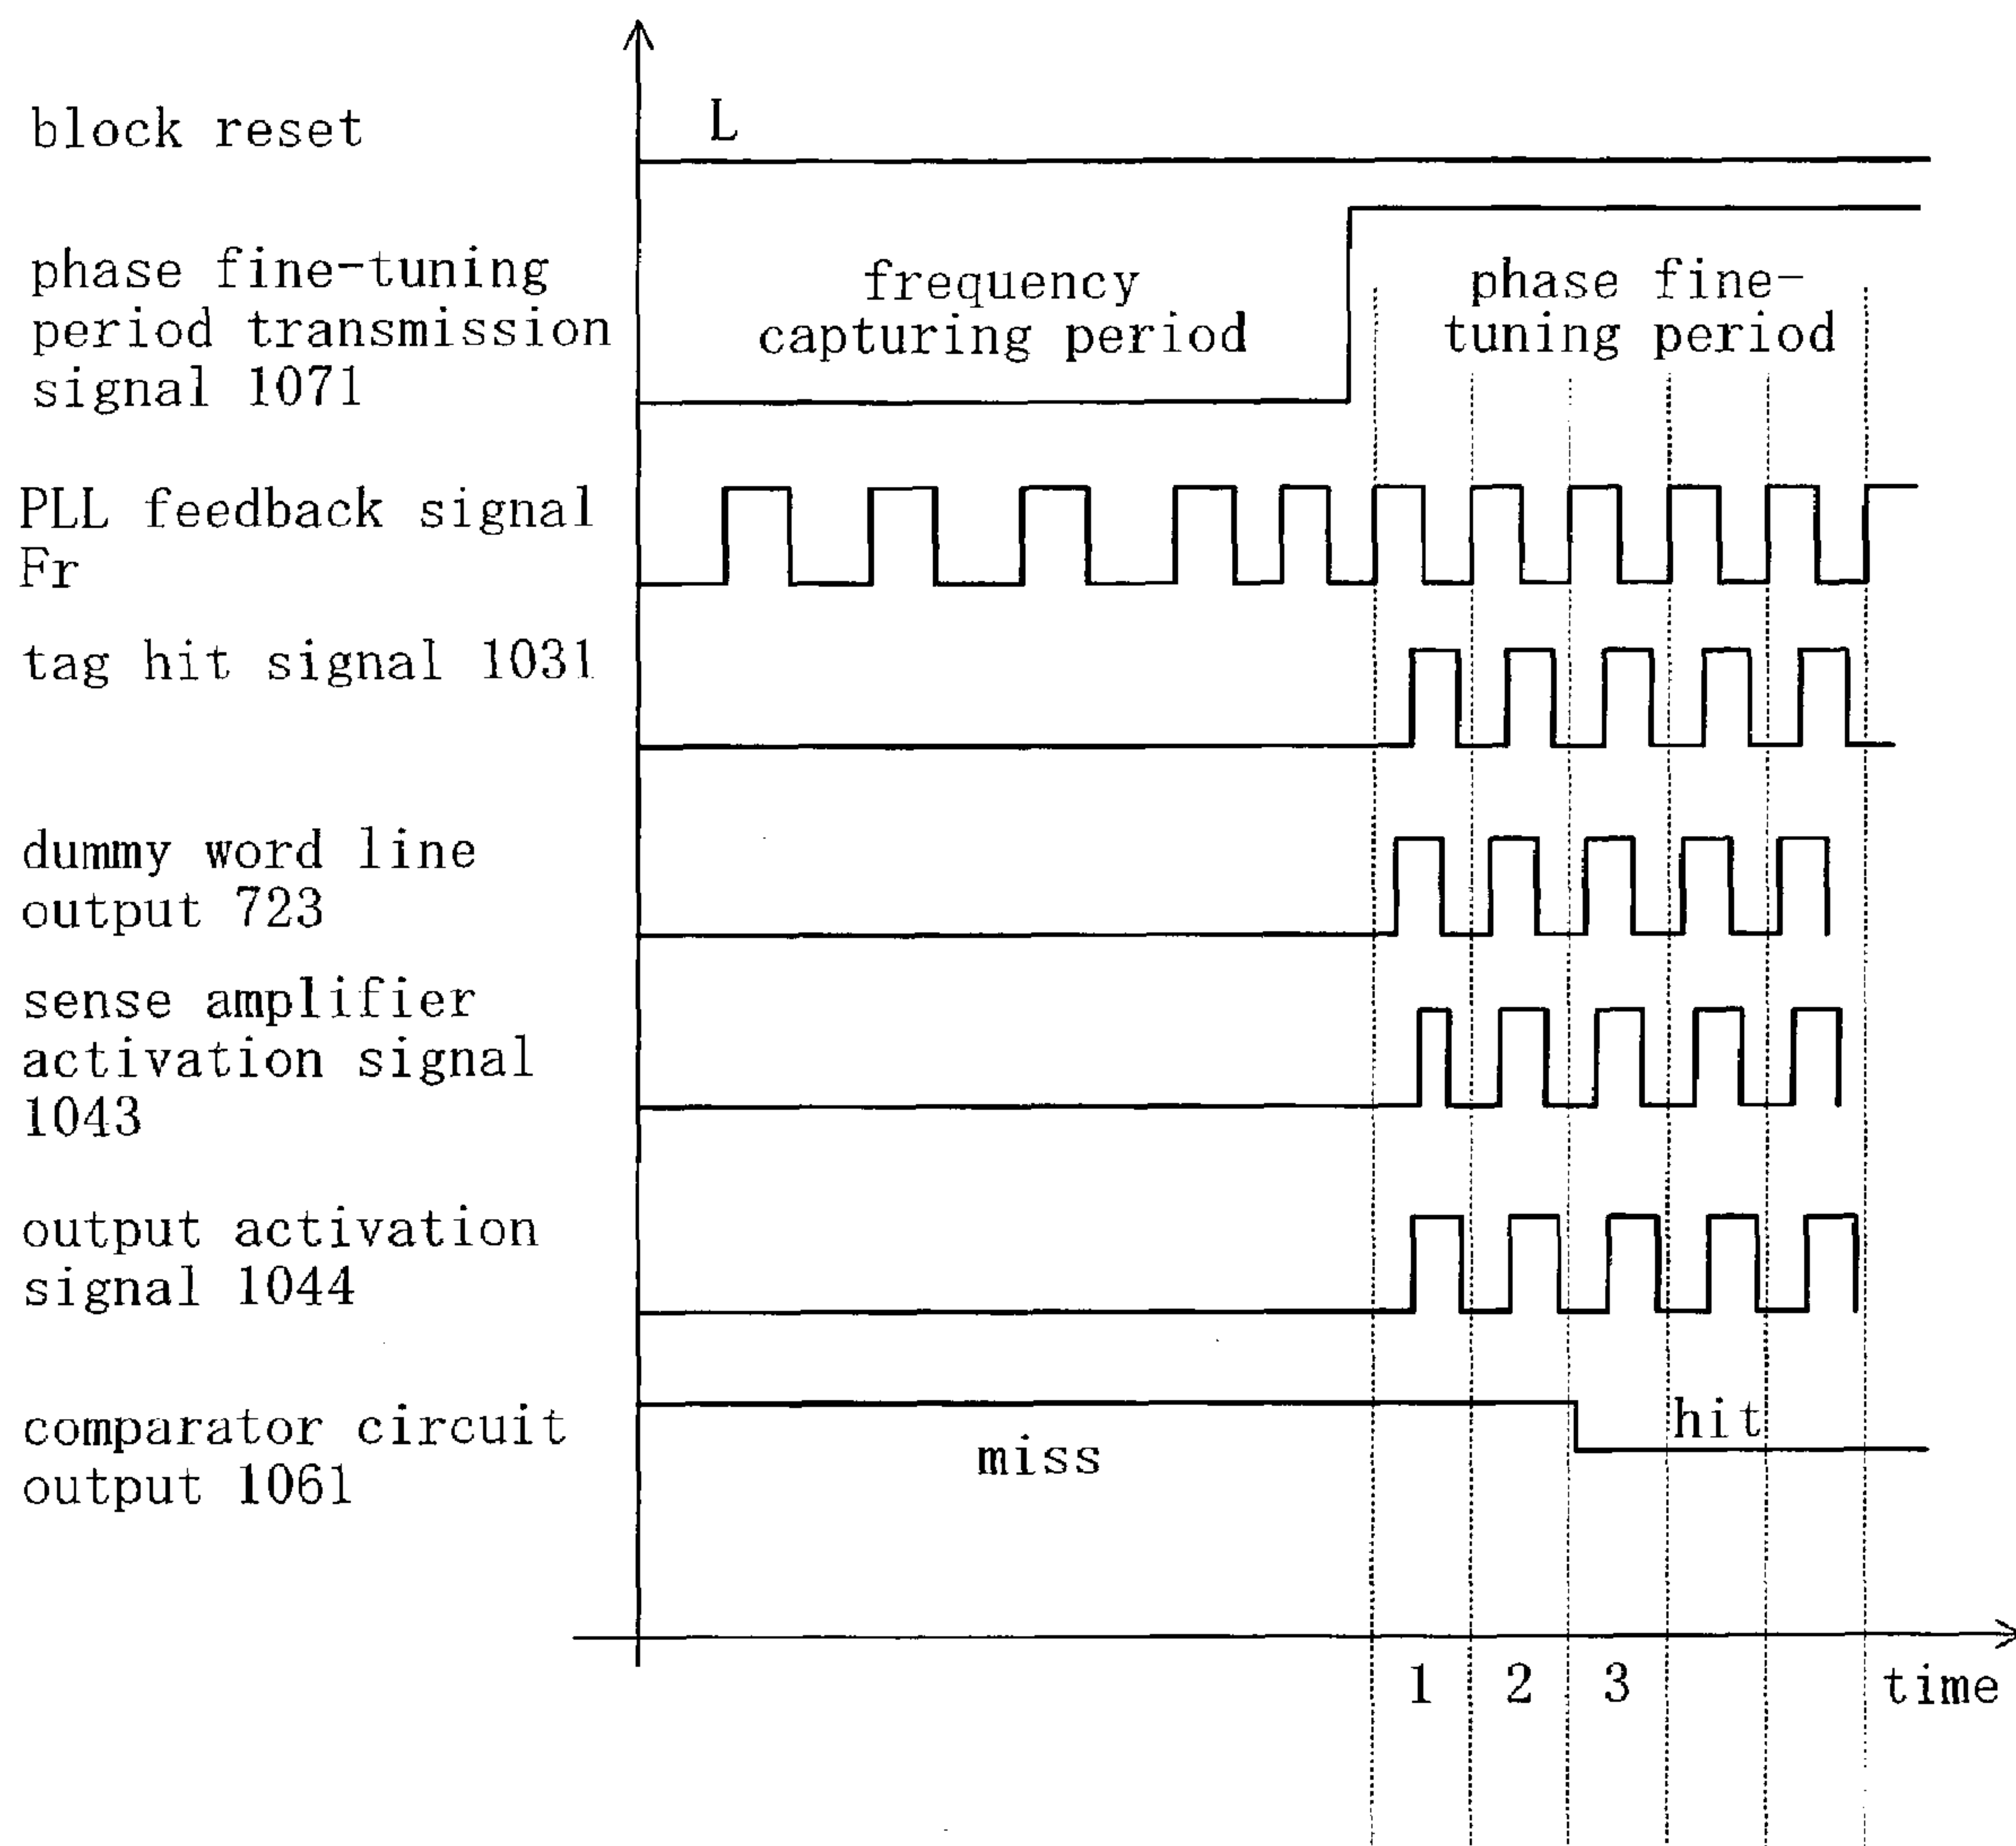 block reset
L
phase fine-tuning
period transmission
signal 1071
frequency
capturing period
phase fine-
tuning period
PLL feedback signal
Fr
tag hit signal 1031
dummy word line
output 723
sense amplifier
activation signal
1043
output activation
signal 1044
comparator circuit
output 1061
miss
hit
1 2 3 time